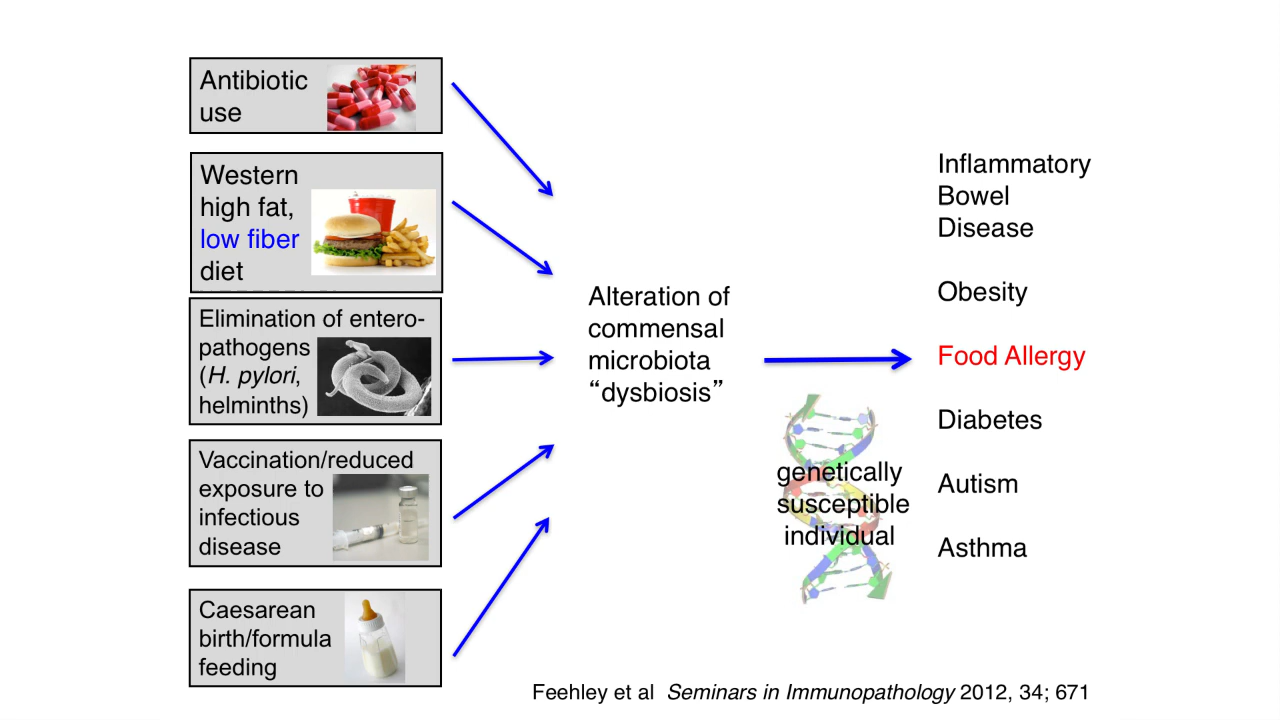 Antibiotic
use
Western
high fat,
low fiber
diet
Elimination of entero-
pathogens
(H. pylori,
helminths)
Vaccination/reduced
exposure to
infectious
disease
Caesarean
birth/formula
feeding
Alteration of
commensal
microbiota
“dysbiosis”
genetically
susceptible
individual
Inflammatory
Bowel
Disease
Obesity
Food Allergy
Diabetes
Autism
Asthma
Feehley et al Seminars in Immunopathology 2012, 34; 671